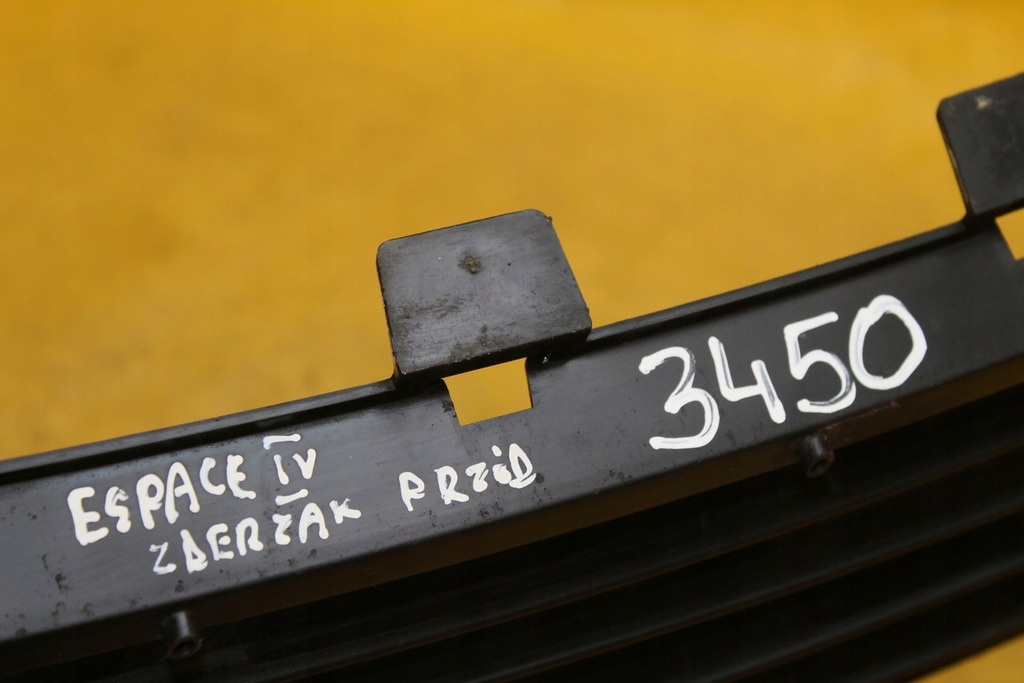 ESPACE IV
ZDERZAK PRZÓD
3450